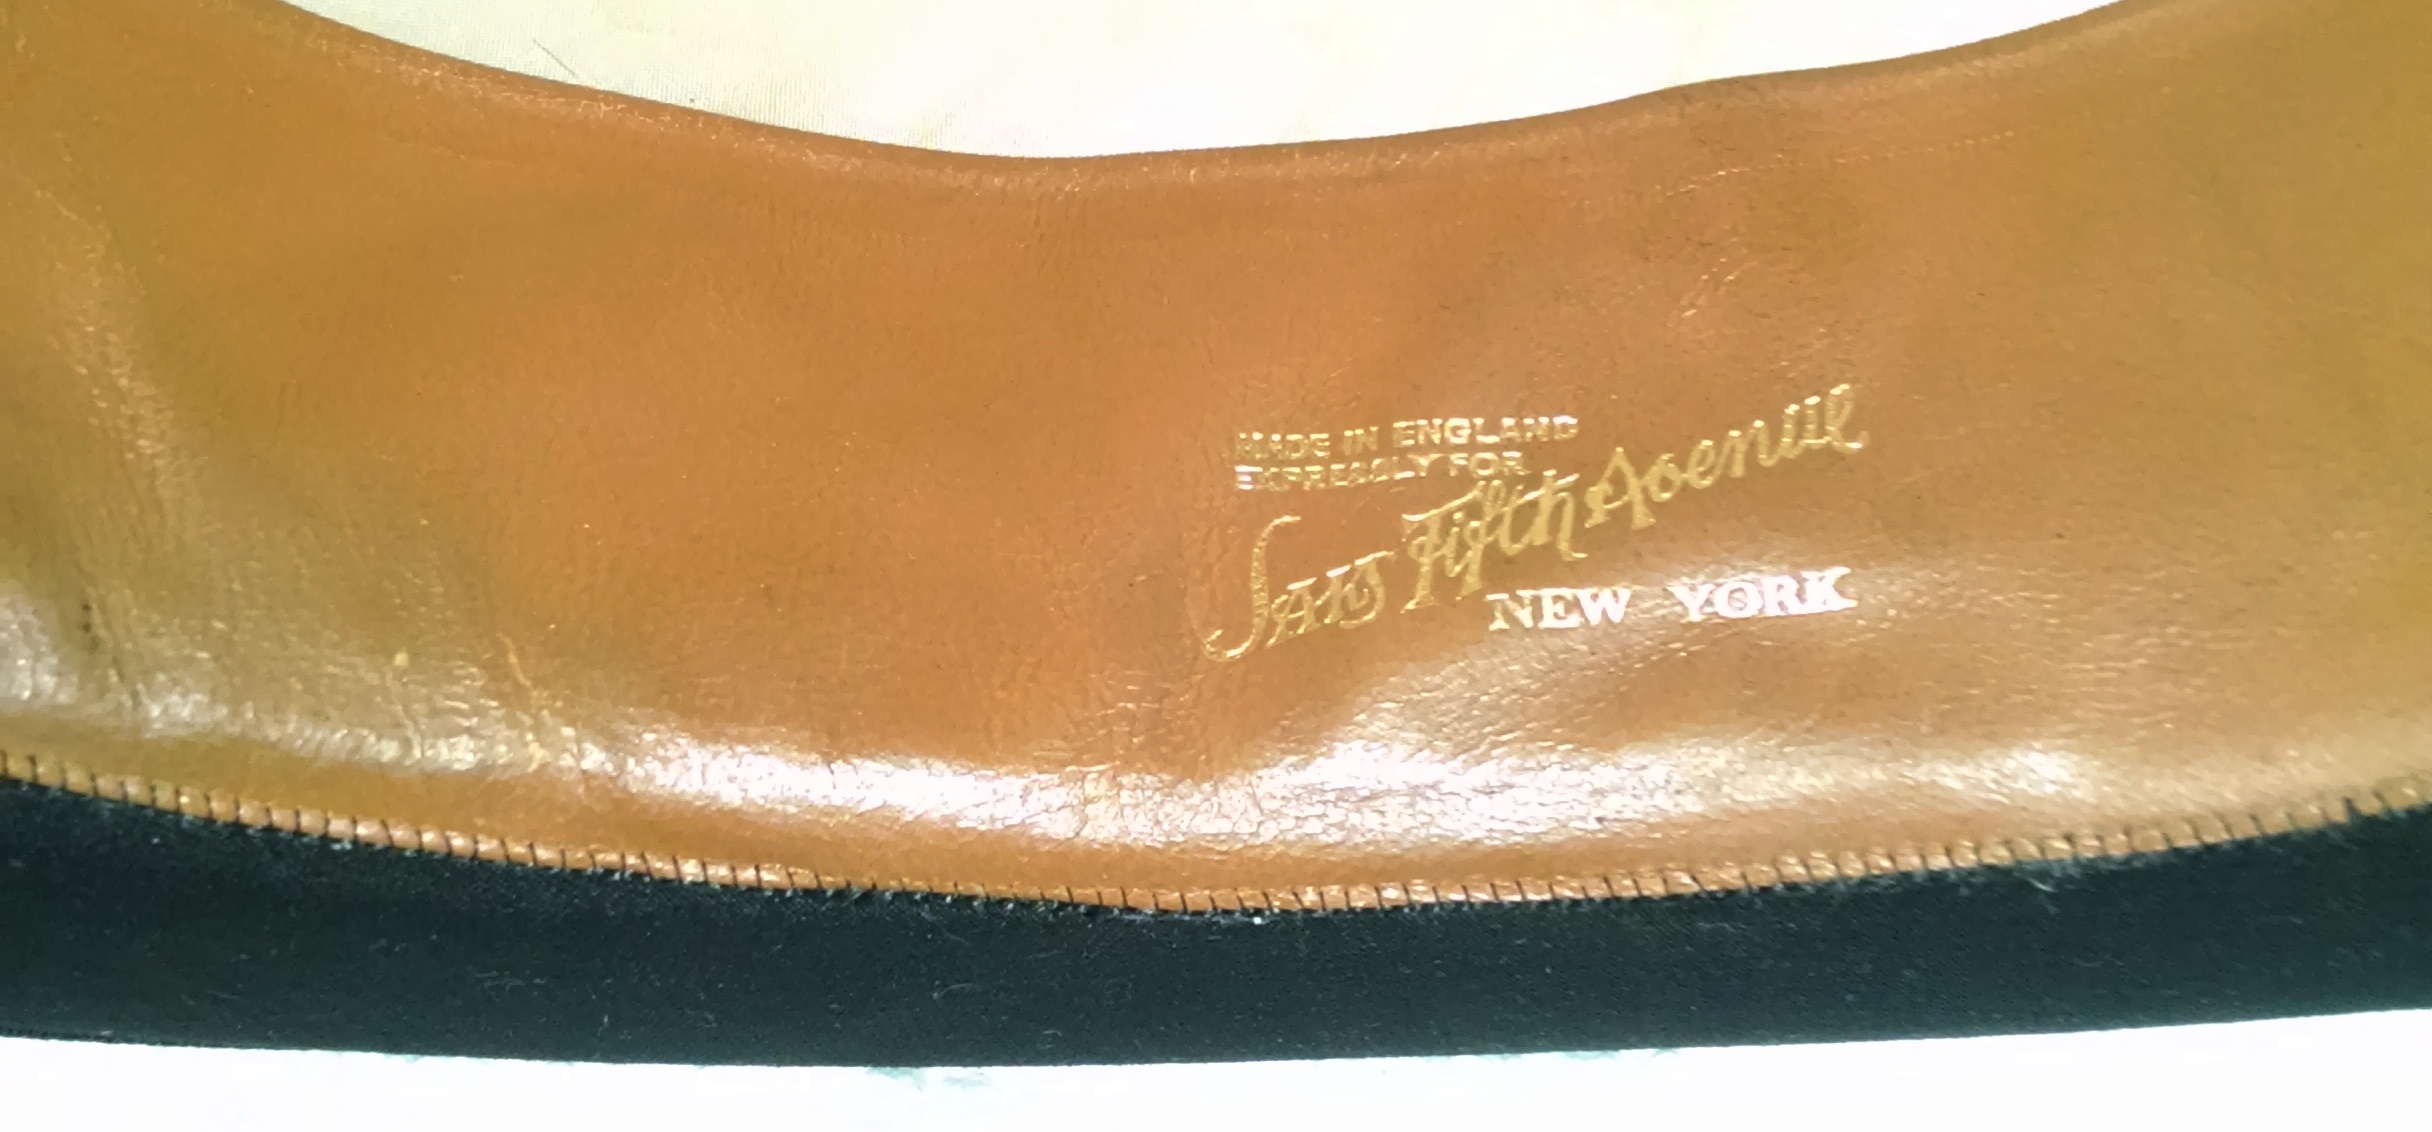 MADE IN ENGLAND
EXPRESSLY FOR
Saks Fifth Avenue
NEW YORK